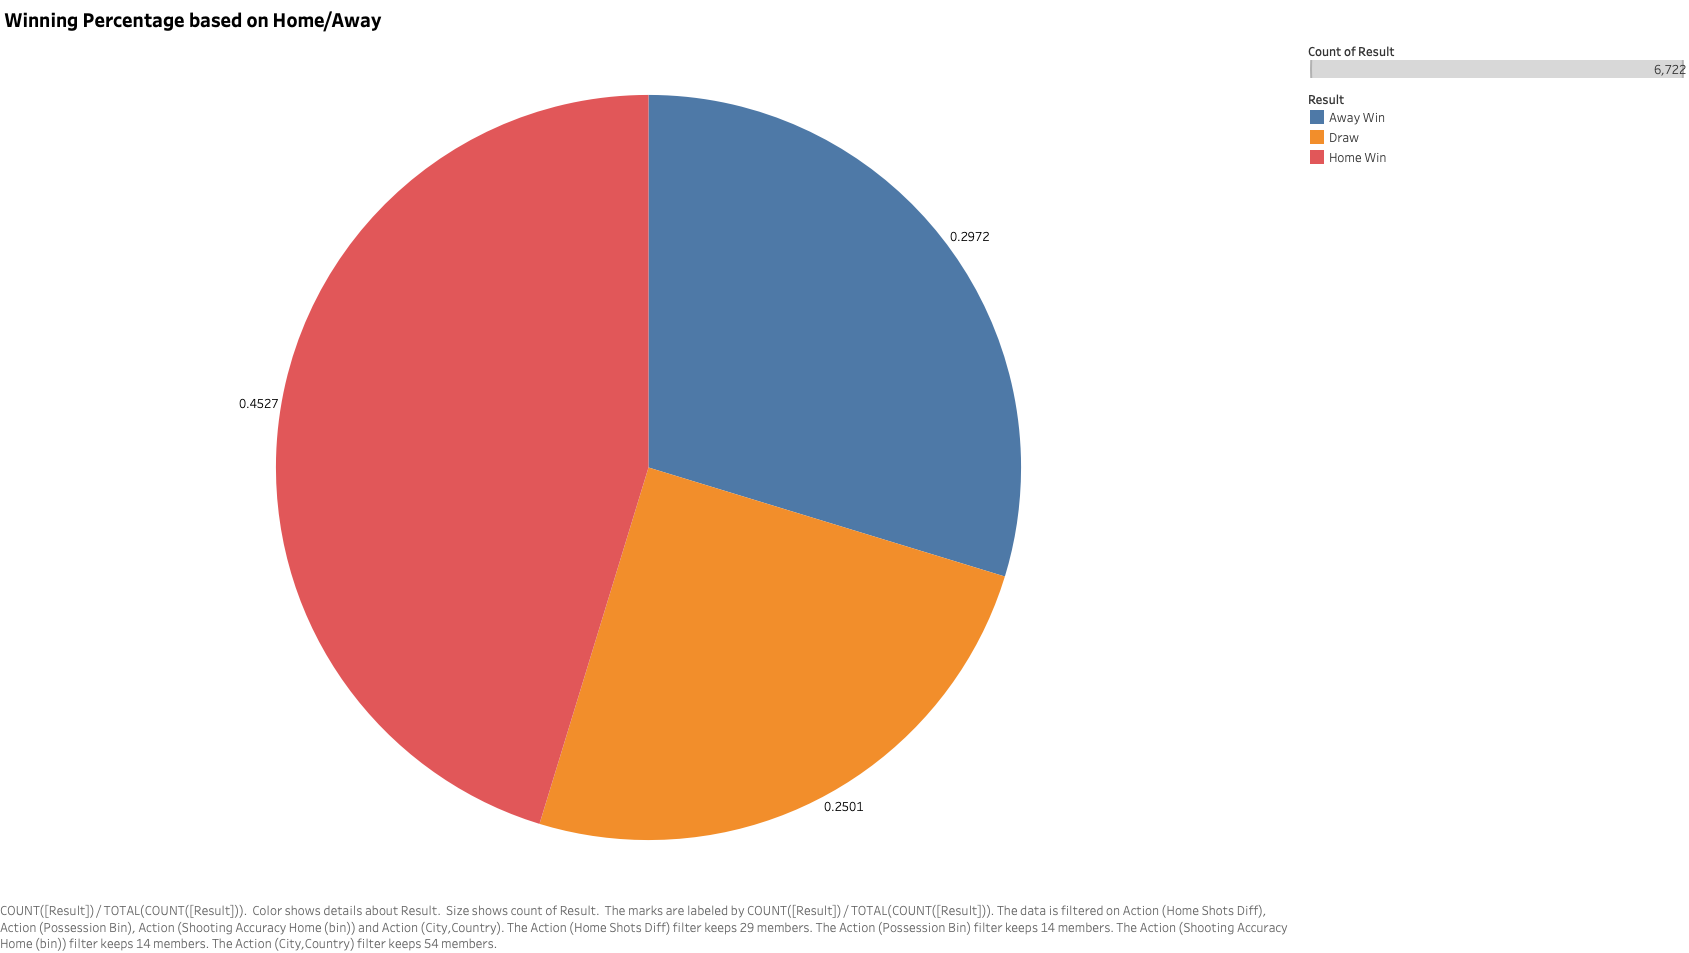 Winning Percentage based on Home/Away
Count of Result
6,722
Result
Away Win
Draw
Home Win
0.2972
0.4527
0.2501
COUNT([Result]) / TOTAL(COUNT([Result])).  Color shows details about Result.  Size shows count of Result.  The marks are labeled by COUNT([Result]) / TOTAL(COUNT([Result])). The data is filtered on Action (Home Shots Diff),
Action (Possession Bin), Action (Shooting Accuracy Home (bin)) and Action (City,Country). The Action (Home Shots Diff) filter keeps 29 members. The Action (Possession Bin) filter keeps 14 members. The Action (Shooting Accuracy
Home (bin)) filter keeps 14 members. The Action (City,Country) filter keeps 54 members.